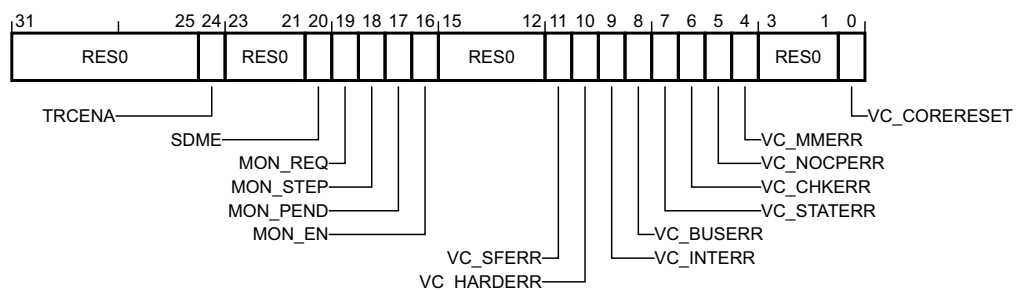 31 25 24 23 21 20 19 18 17 16 15 12 11 10 9 8 7 6 5 4 3 1 0
RES0 RES0 RES0 RES0
TRCENA VC_CORERESET
SDME VC_MMERR
MON_REQ VC_NOCPERR
MON_STEP VC_CHKERR
MON_PEND VC_STATERR
MON_EN VC_BUSERR
VC_SFERR VC_INTERR
VC_HARDERR